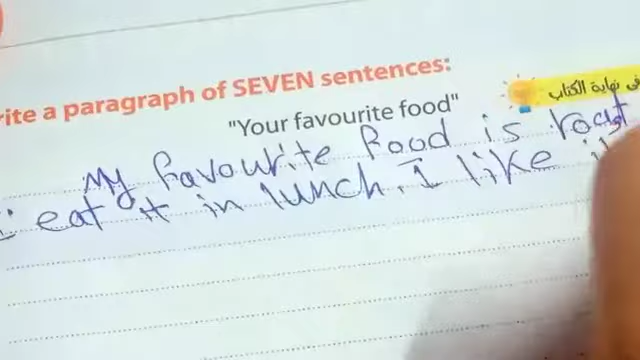 rite a paragraph of SEVEN sentences:
في نهاية الكتاب
"Your favourite food"
My favourite food is
eat it in lunch. I like